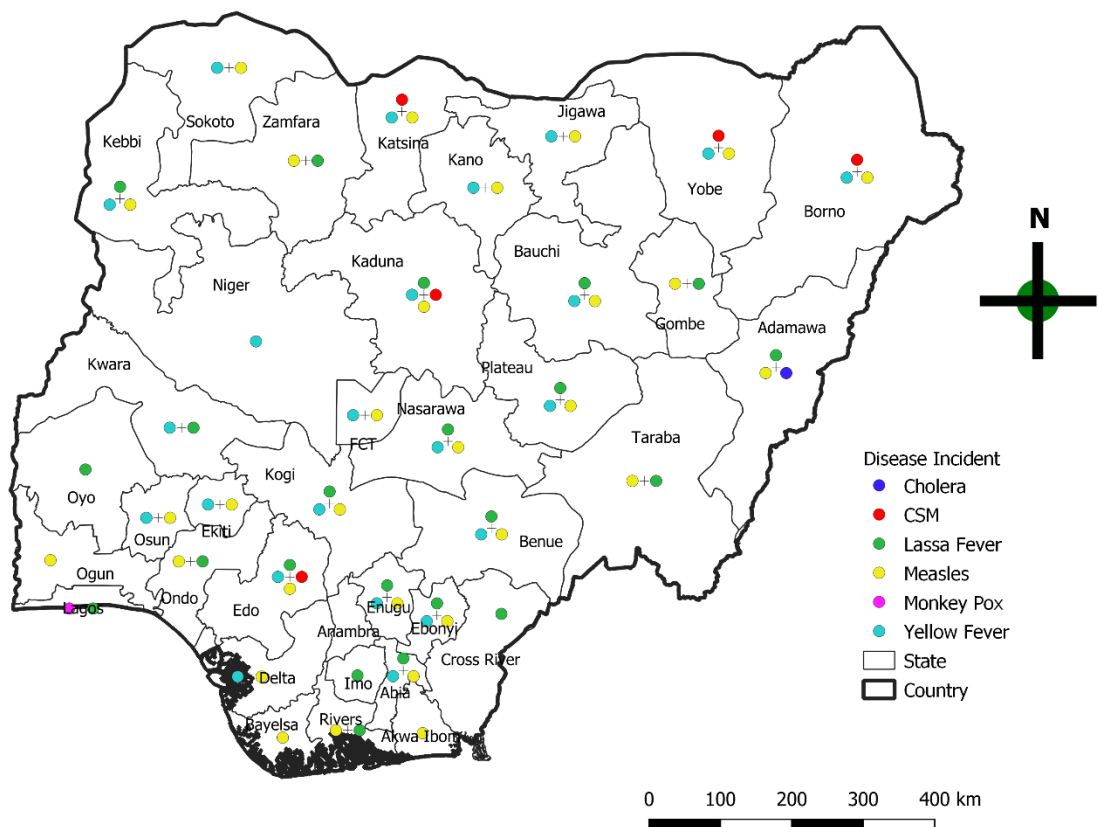 N
Sokoto
Zamfara
Kebbi
Katsina
Jigawa
Kano
Yobe
Borno
Kaduna
Bauchi
Niger
Gombe
Adamawa
Kwara
Plateau
Nasarawa
FCT
Taraba
Kogi
Oyo
Osun
Ekiti
Benue
Ogun
Ondo
Edo
Lagos
Enugu
Ebonyi
Anambra
Cross River
Delta
Imo
Abia
Bayelsa
Rivers
Akwa Ibom
Disease Incident
Cholera
CSM
Lassa Fever
Measles
Monkey Pox
Yellow Fever
State
Country
0 100 200 300 400 km